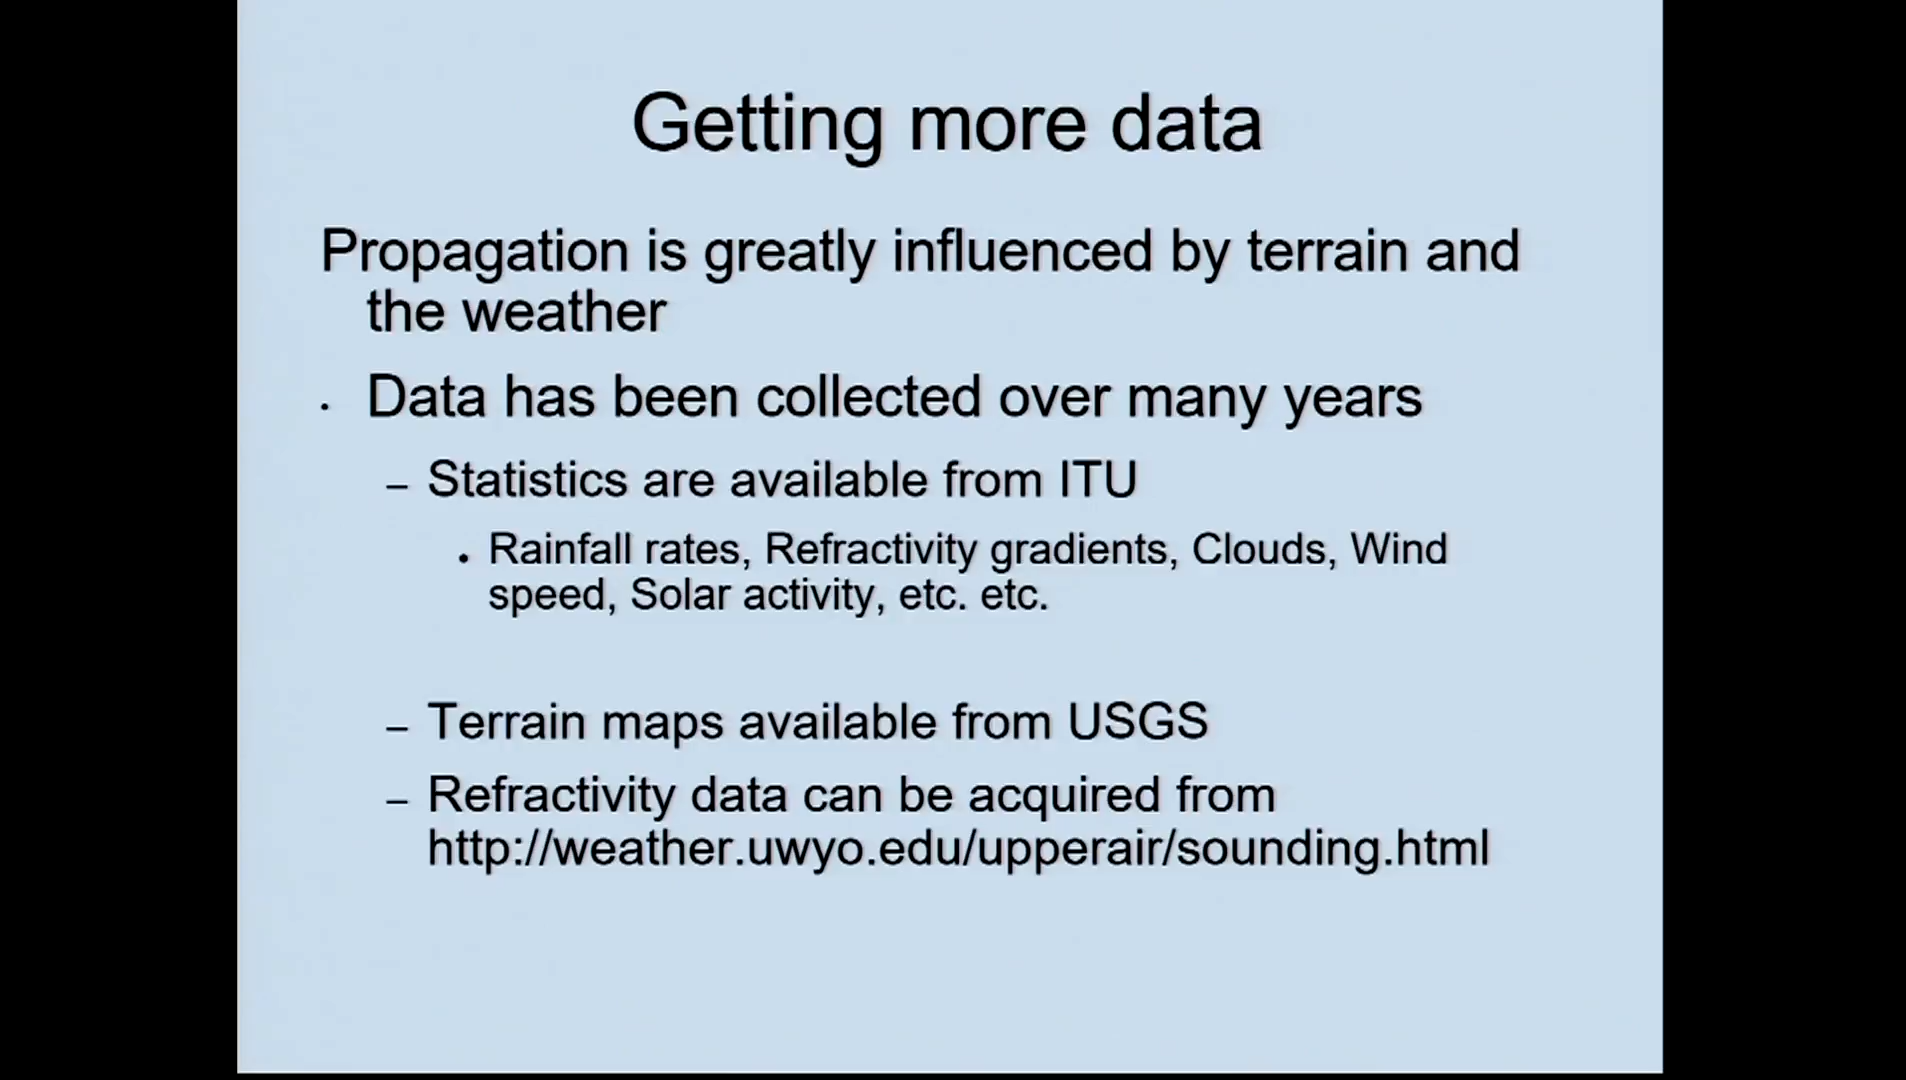 Getting more data
Propagation is greatly influenced by terrain and
the weather
• Data has been collected over many years
– Statistics are available from ITU
• Rainfall rates, Refractivity gradients, Clouds, Wind
speed, Solar activity, etc. etc.
– Terrain maps available from USGS
– Refractivity data can be acquired from
http://weather.uwyo.edu/upperair/sounding.html